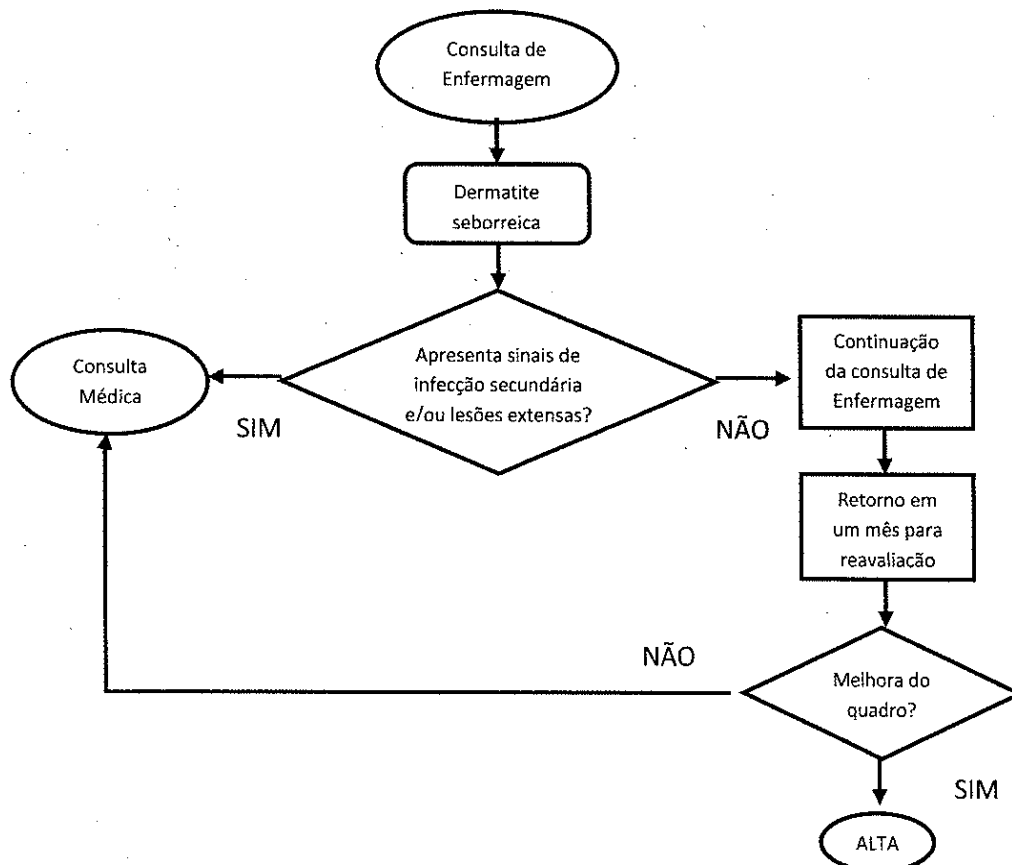 Consulta de
Enfermagem
Dermatite
seborreica
Apresenta sinais de
infecção secundária
e/ou lesões extensas?
Consulta
Médica
SIM
NÃO
Continuação
da consulta de
Enfermagem
Retorno em
um mês para
reavaliação
NÃO
Melhora do
quadro?
SIM
ALTA